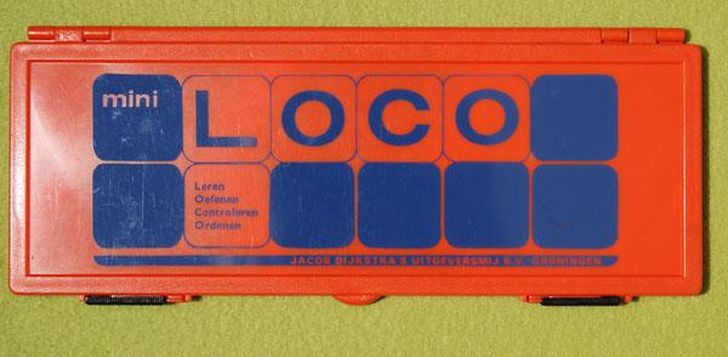 mini LOCO
Leren
Oefenen
Controleren
Ordenen
JACOB DIJKSTRA'S UITGEVERSMIJ B.V. GRONINGEN